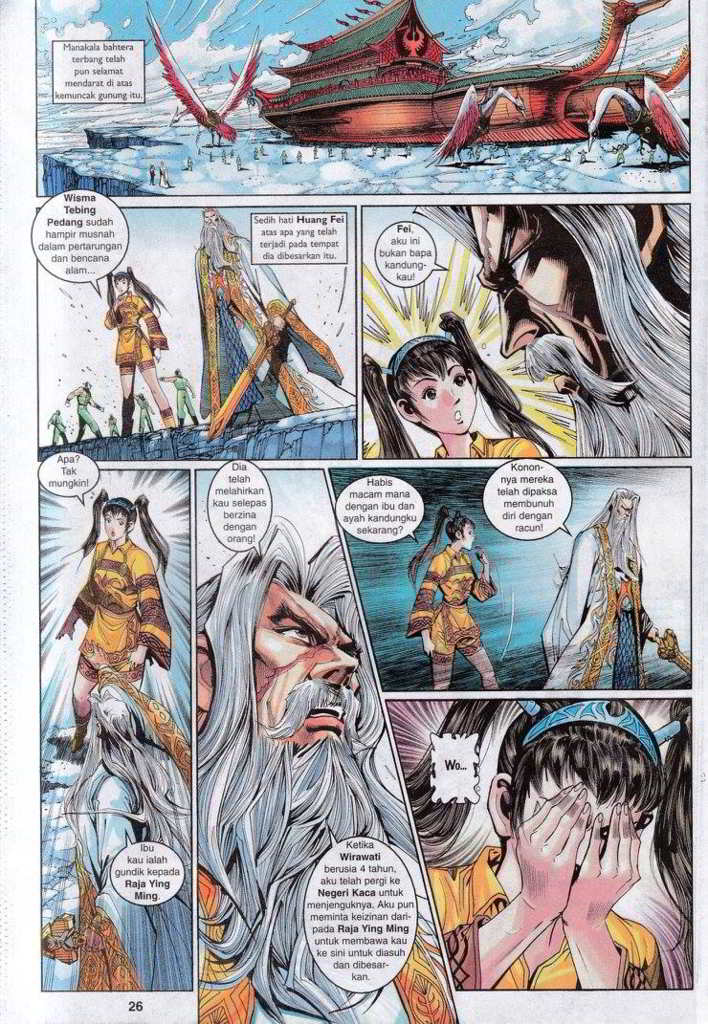 Manakala bahtera
terbang telah
pun selamat
mendarat di atas
kemuncak gunung itu.
Wisma
Tebing
Pedang sudah
hampir musnah
dalam pertarungan
dan bencana
alam...
Sedih hati Huang Fei
atas apa yang telah
terjadi pada tempat
dia dibesarkan itu.
Fei,
aku ini
bukan bapa
kandung-
kau!
Apa?
Tak
mungkin!
Ibu
kau ialah
gundik kepada
Raja Ying
Ming.
Dia
telah
melahirkan
kau selepas
berzina
dengan
orang!
Ketika
Wirawati
berusia 4 tahun,
aku telah pergi ke
Negeri Kaca untuk
menjenguknya. Aku pun
meminta keizinan dari-
pada Raja Ying Ming
untuk membawa kau
ke sini untuk diasuh
dan dibesar-
kan.
Habis
macam mana
dengan ibu dan
ayah kandungku
sekarang?
Konon-
nya mereka
telah dipaksa
membunuh
diri dengan
racun!
Wo...
26